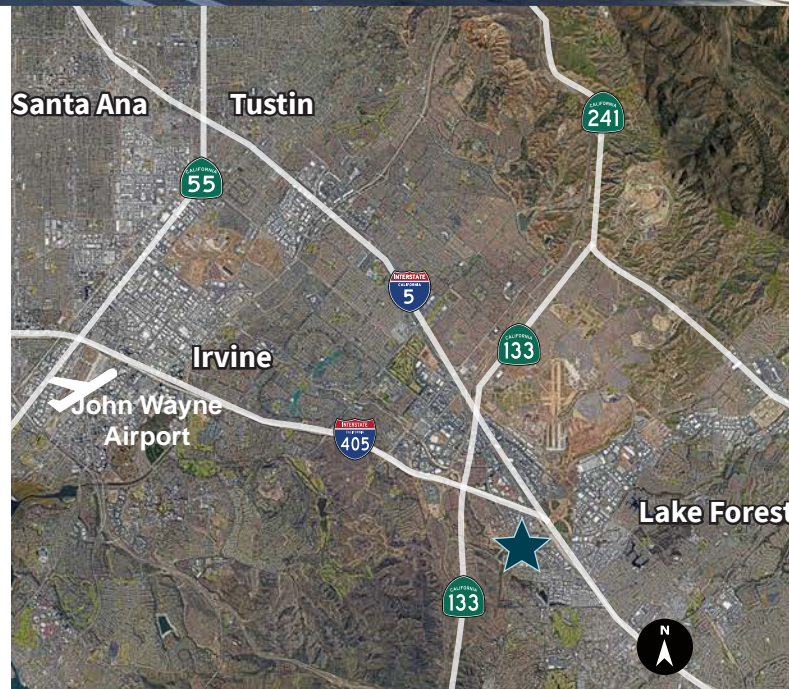 Santa Ana
Tustin
CALIFORNIA
241
CALIFORNIA
55
INTERSTATE
CALIFORNIA
5
CALIFORNIA
133
Irvine
John Wayne
Airport
INTERSTATE
CALIFORNIA
405
Lake Forest
CALIFORNIA
133
N